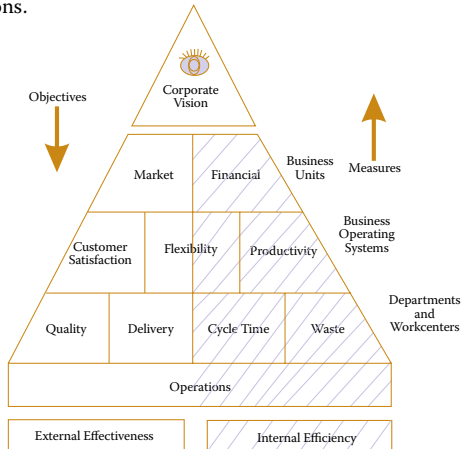 ons.
Corporate
Vision
Objectives
Measures
Market
Financial
Business
Units
Customer
Satisfaction
Flexibility
Productivity
Business
Operating
Systems
Quality
Delivery
Cycle Time
Waste
Departments
and
Workcenters
Operations
External Effectiveness
Internal Efficiency